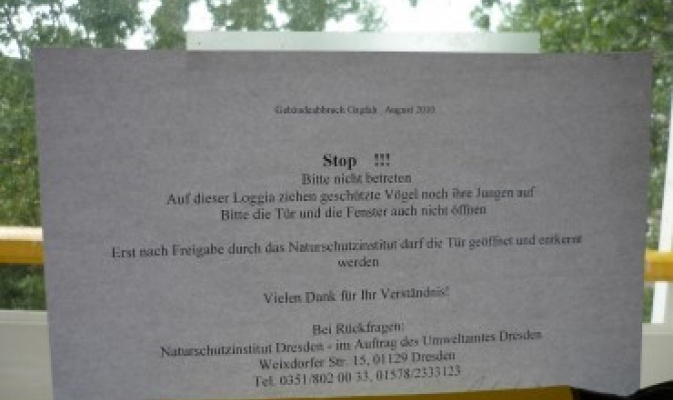 August 2010
Stop !!!
Bitte nicht betreten
Auf dieser Loggia ziehen geschützte Vögel noch ihre Jungen auf
Bitte die Tür und die Fenster auch nicht öffnen
Erst nach Freigabe durch das Naturschutzinstitut darf die Tür geöffnet und entkernt
werden
Vielen Dank für Ihr Verständnis!
Bei Rückfragen:
Naturschutzinstitut Dresden - im Auftrag des Umweltamtes Dresden
Weixdorfer Str. 15, 01129 Dresden
Tel. 0351/802 00 33, 01578/2333123